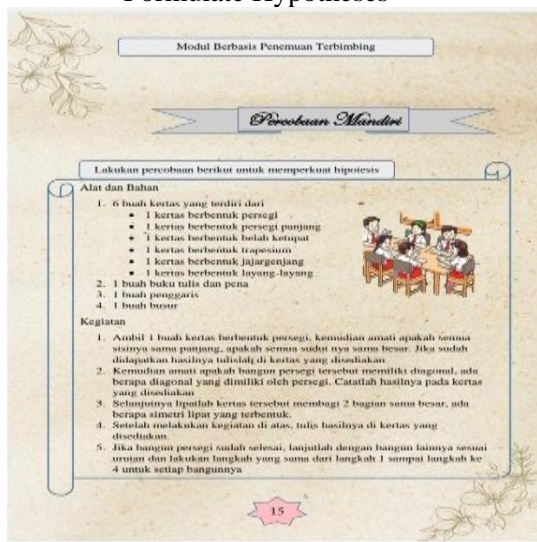 Formulate Hypotheses
Modul Berbasis Penemuan Terbimbing
Percobaan Mandiri
Lakukan percobaan berikut untuk memperkuat hipotesis
Alat dan Bahan
1. 6 buah kertas yang terdiri dari
• 1 kertas berbentuk persegi
• 1 kertas berbentuk persegi panjang
• 1 kertas berbentuk belah ketupat
• 1 kertas berbentuk trapesium
• 1 kertas berbentuk jajargenjang
• 1 kertas berbentuk layang-layang
2. 1 buah buku tulis dan pena
3. 1 buah penggaris
4. 1 buah busur
Kegiatan
1. Ambil 1 buah kertas berbentuk persegi, kemudian amati apakah semua
sisinya sama panjang, apakah semua sudut nya sama besar. Jika sudah
didapatkan hasilnya tulislah di kertas yang disediakan
2. Kemudian amati apakah bangun persegi tersebut memiliki diagonal, ada
berapa diagonal yang dimiliki oleh persegi. Catatlah hasilnya pada kertas
yang disediakan
3. Selanjutnya lipatlah kertas tersebut membagi 2 bagian sama besar, ada
berapa simetri lipat yang terbentuk.
4. Setelah melakukan kegiatan di atas, tulis hasilnya di kertas yang
disediakan.
5. Jika bangun persegi sudah selesai, lanjutlah dengan bangun lainnya sesuai
urutan dan lakukan langkah yang sama dari langkah 1 sampai langkah ke
4 untuk setiap bangunnya
15